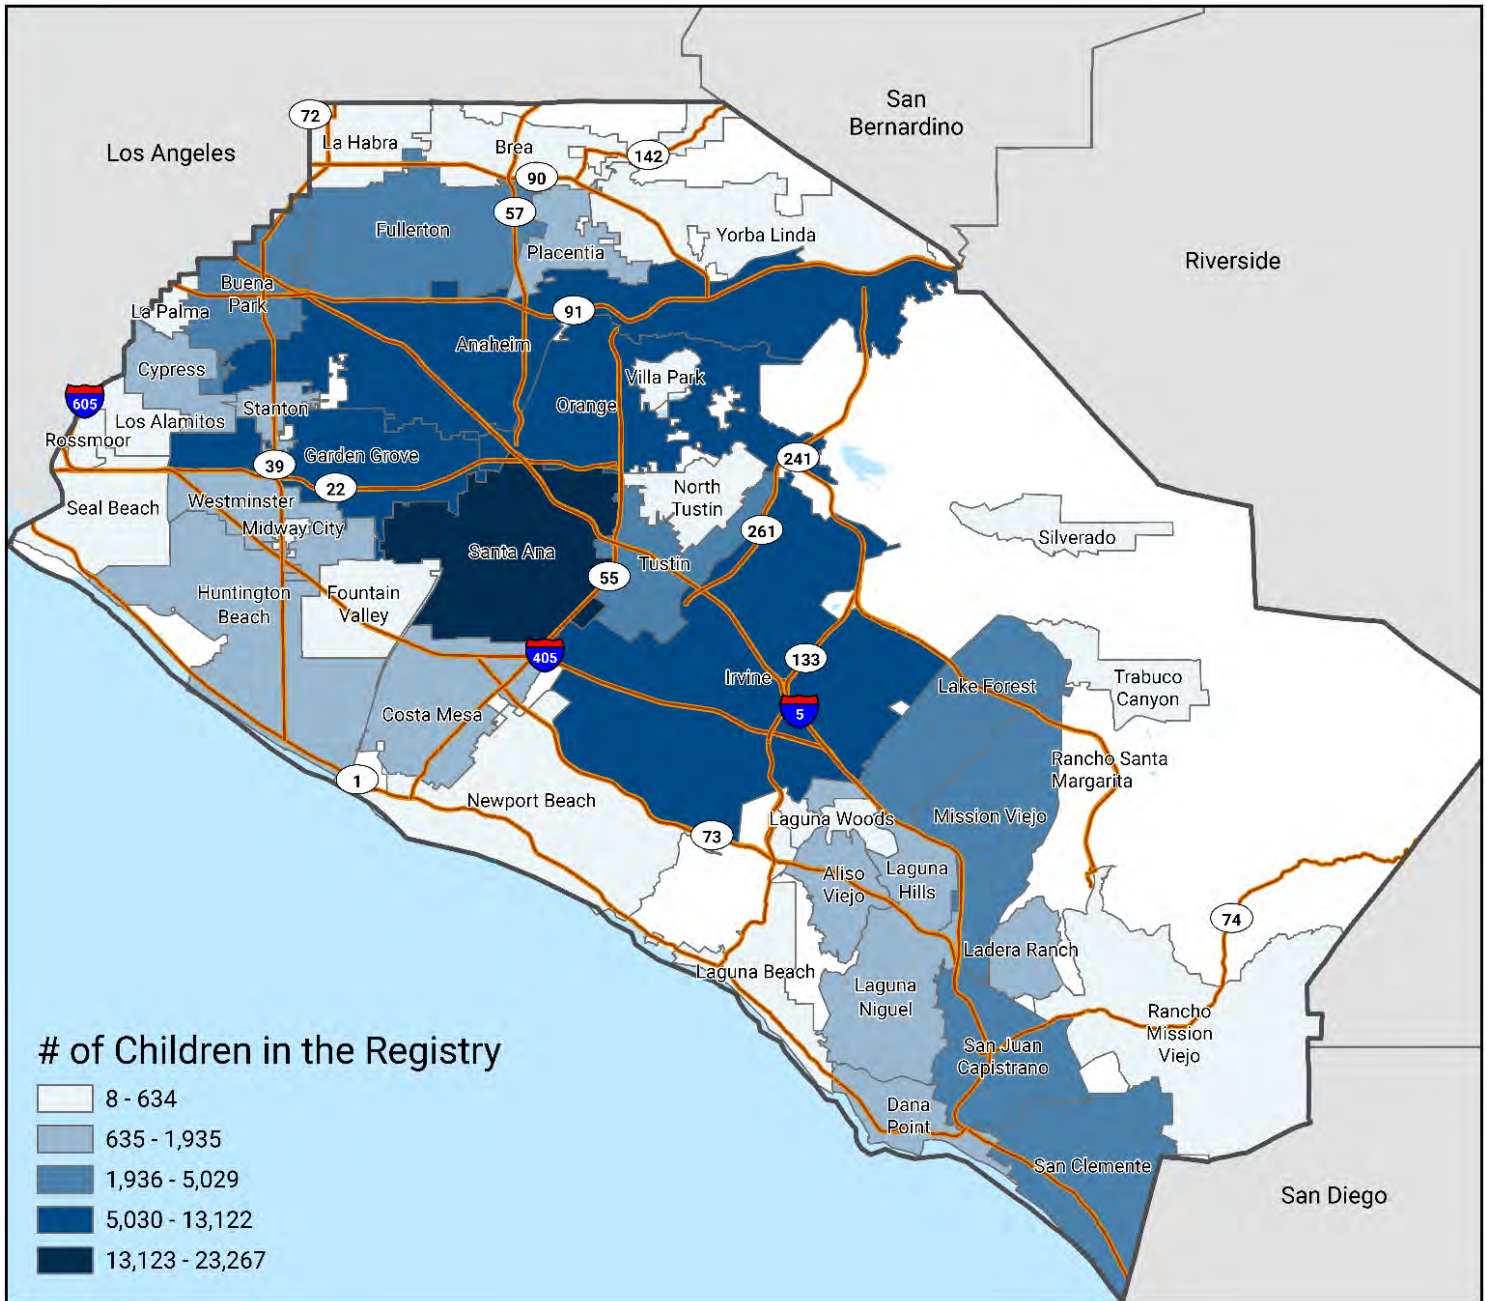 San
Bernardino
72
La Habra
Brea
142
Los Angeles
90
57
Fullerton
Placentia
Yorba Linda
Riverside
Buena
Park
La Palma
91
Anaheim
Cypress
Villa Park
605
Stanton
Orange
Los Alamitos
Rossmoor
Garden Grove
39
22
241
North
Tustin
Seal Beach
Westminster
Midway City
261
Silverado
Santa Ana
Tustin
55
Huntington
Beach
Fountain
Valley
405
133
Irvine
Lake Forest
Trabuco
Canyon
5
Costa Mesa
Rancho Santa
Margarita
1
Newport Beach
Laguna Woods
Mission Viejo
73
Aliso
Viejo
Laguna
Hills
74
Ladera Ranch
Laguna Beach
Laguna
Niguel
Rancho
Mission
Viejo
San Juan
Capistrano
Dana
Point
San Clemente
San Diego
# of Children in the Registry
8 - 634
635 - 1,935
1,936 - 5,029
5,030 - 13,122
13,123 - 23,267